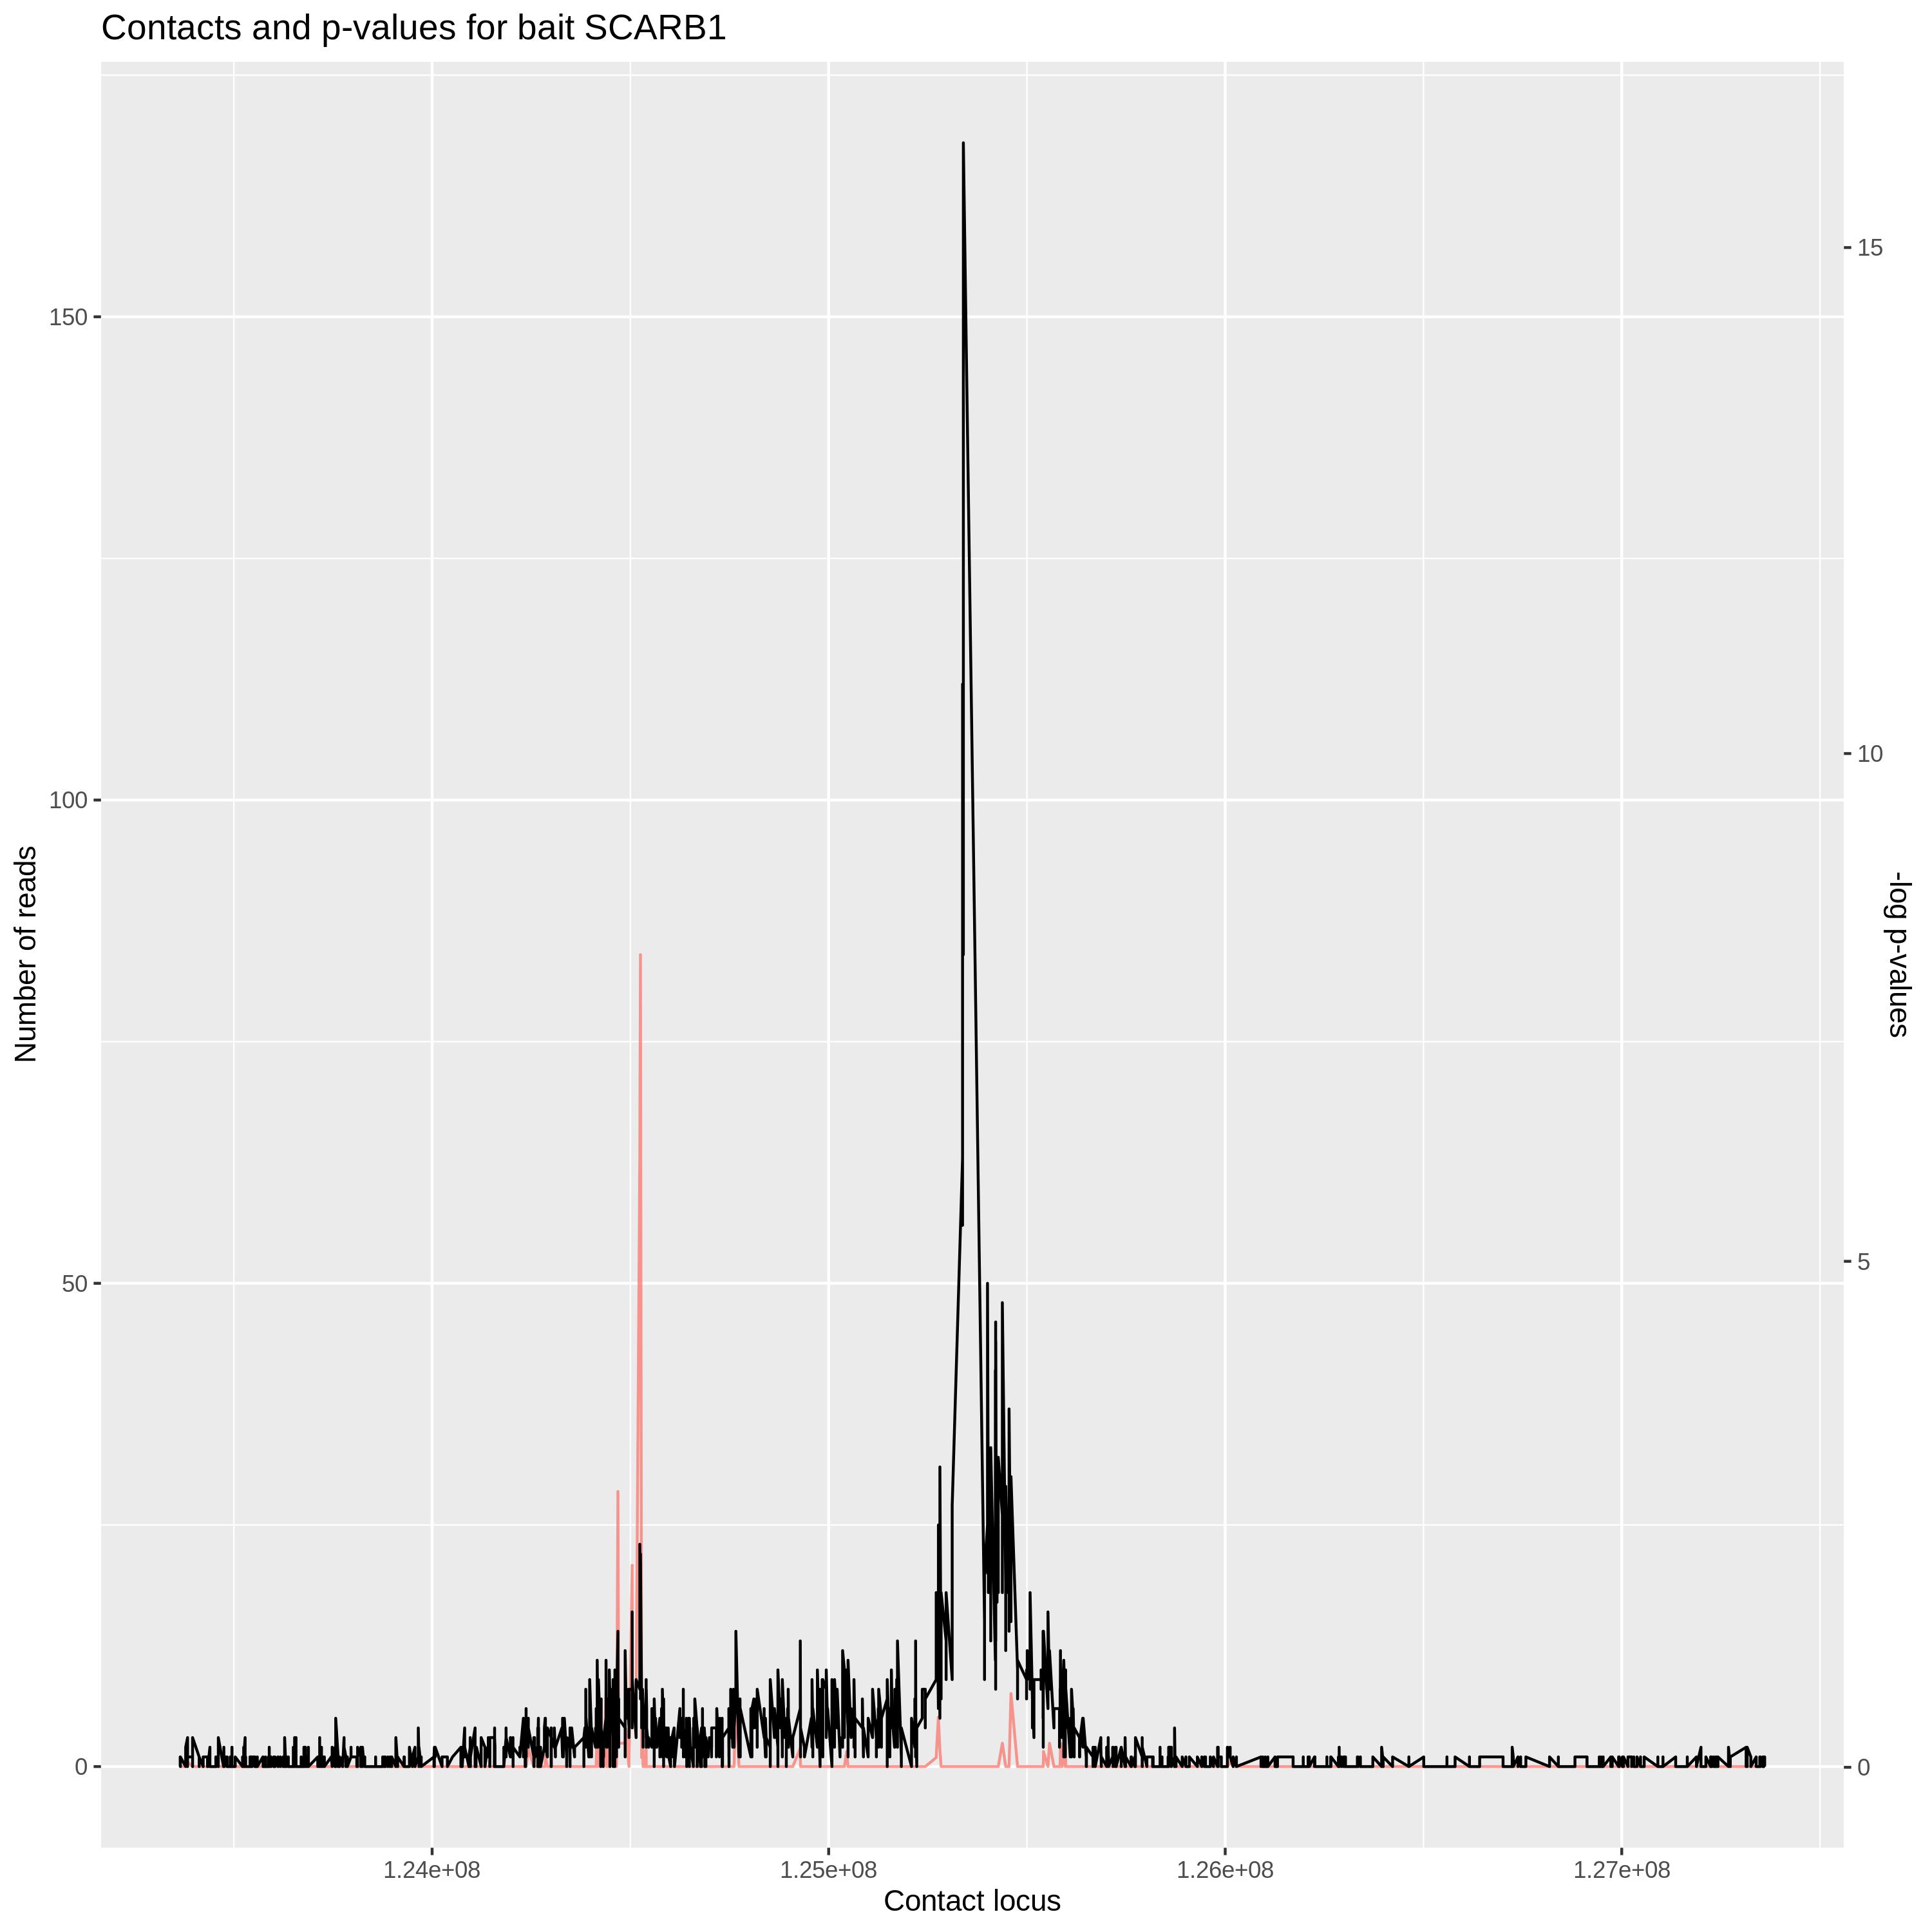 Contacts and p-values for bait SCARB1
150
100
50
0
Number of reads
15
10
5
0
-log p-values
1.24e+08
1.25e+08
1.26e+08
1.27e+08
Contact locus